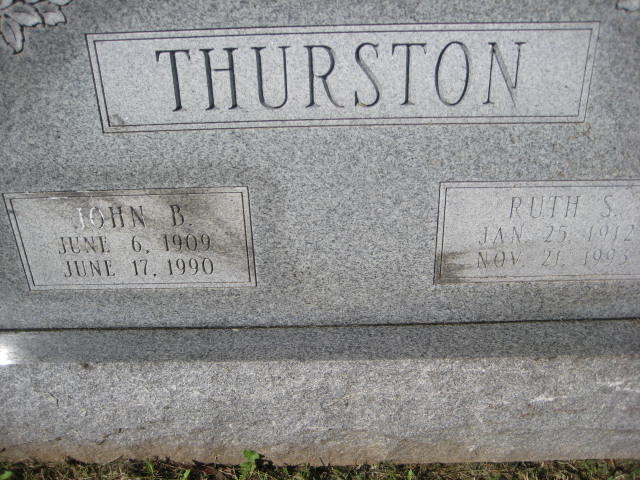 THURSTON
JOHN B.
JUNE 6, 1909
JUNE 17, 1990
RUTH S.
JAN. 25, 1912
NOV. 21, 1993